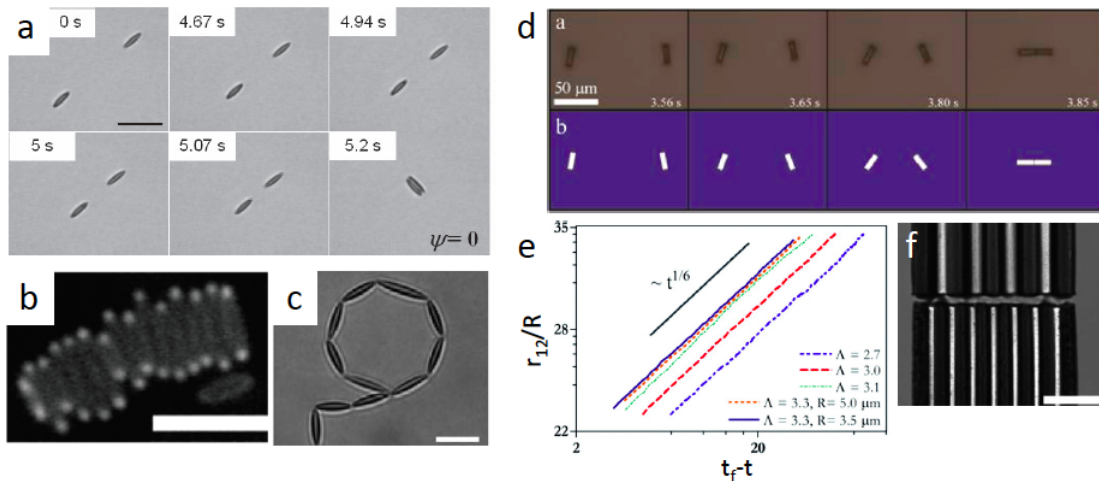 a
0 s
4.67 s
4.94 s
5 s
5.07 s
5.2 s
ψ= 0
b
c
d
a
50 μm
3.56 s
3.65 s
3.80 s
3.85 s
b
e
35
28
22
r12/R
~ t^1/6
Λ = 2.7
Λ = 3.0
Λ = 3.1
Λ = 3.3, R= 5.0 μm
Λ = 3.3, R= 3.5 μm
2
20
tf-t
f